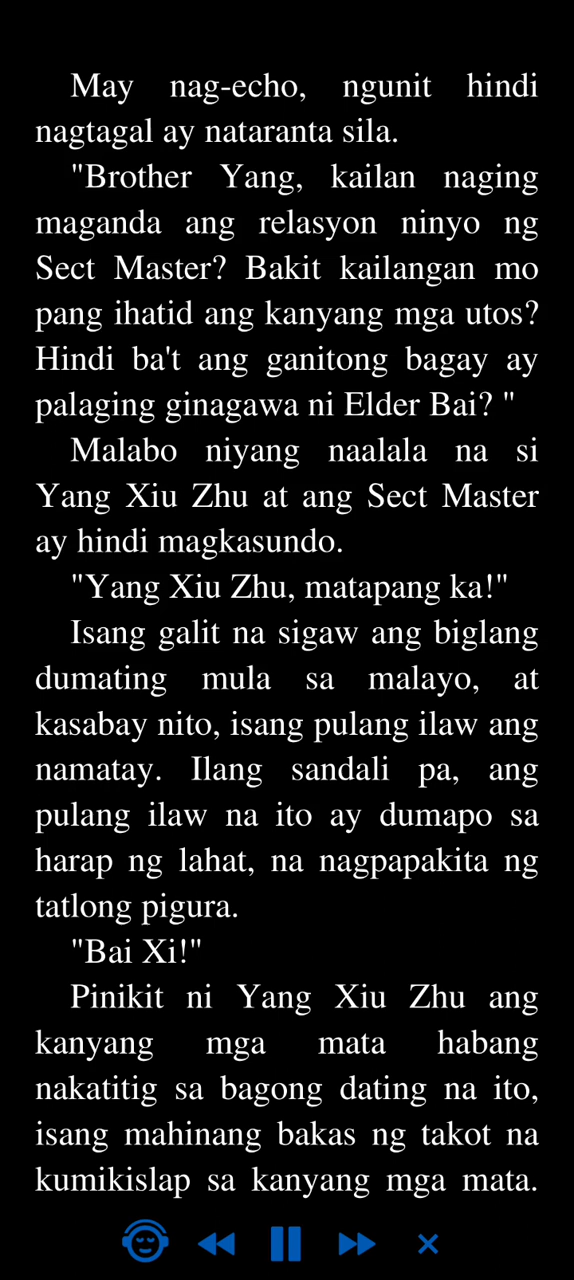 May nag-echo, ngunit hindi
nagtagal ay nataranta sila.
"Brother Yang, kailan naging
maganda ang relasyon ninyo ng
Sect Master? Bakit kailangan mo
pang ihatid ang kanyang mga utos?
Hindi ba't ang ganitong bagay ay
palaging ginagawa ni Elder Bai? "
Malabo niyang naalala na si
Yang Xiu Zhu at ang Sect Master
ay hindi magkasundo.
"Yang Xiu Zhu, matapang ka!"
Isang galit na sigaw ang biglang
dumating mula sa malayo, at
kasabay nito, isang pulang ilaw ang
namatay. Ilang sandali pa, ang
pulang ilaw na ito ay dumapo sa
harap ng lahat, na nagpapakita ng
tatlong pigura.
"Bai Xi!"
Pinikit ni Yang Xiu Zhu ang
kanyang mga mata habang
nakatitig sa bagong dating na ito,
isang mahinang bakas ng takot na
kumikislap sa kanyang mga mata.